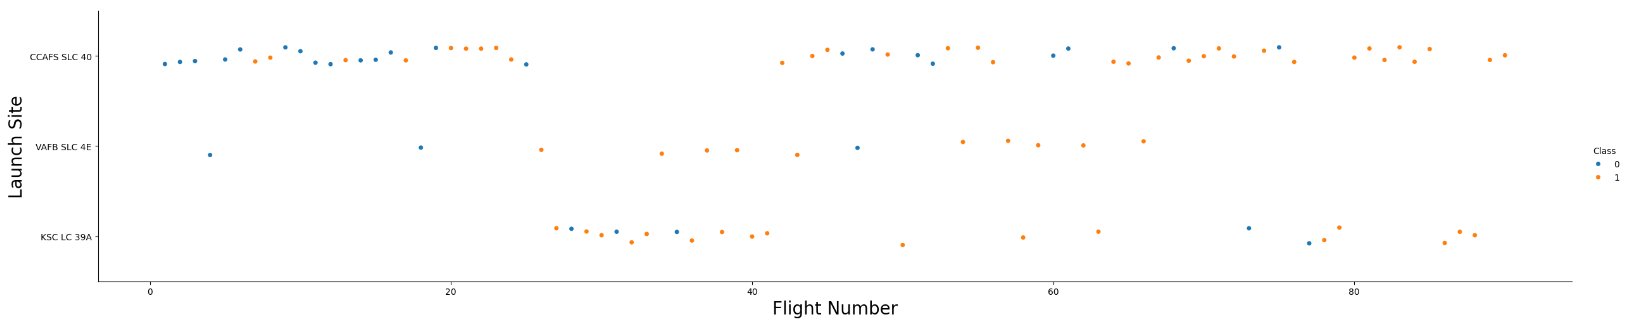 CCAFS SLC 40
VAFB SLC 4E
KSC LC 39A
Launch Site
0 20 40 60 80
Flight Number
Class
0
1